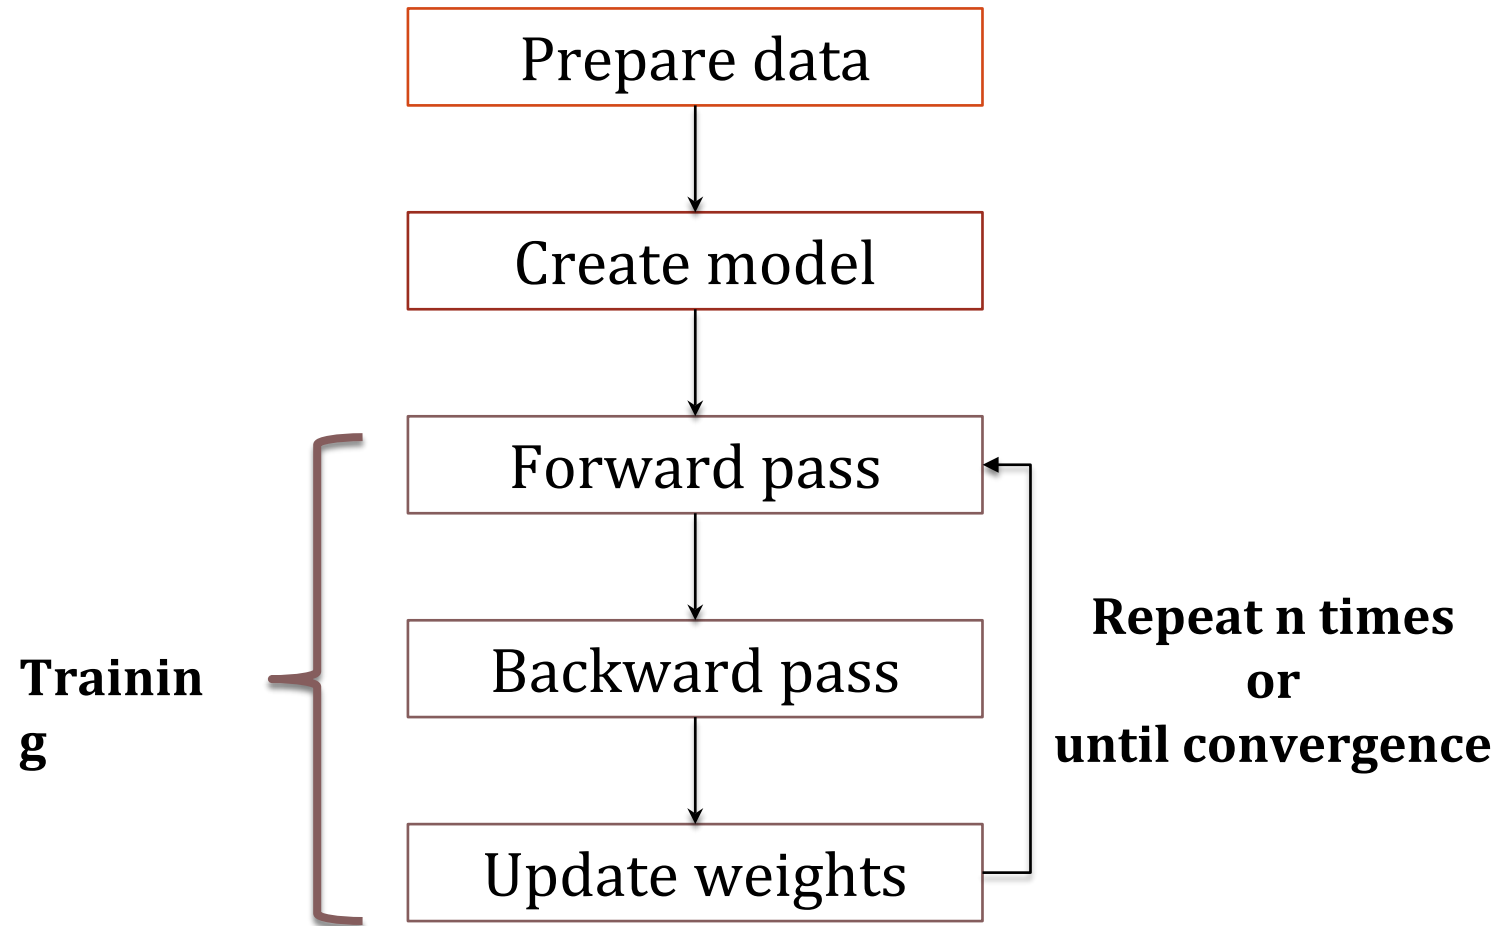 Prepare data
Create model
Forward pass
Backward pass
Update weights
Trainin
g
Repeat n times
or
until convergence